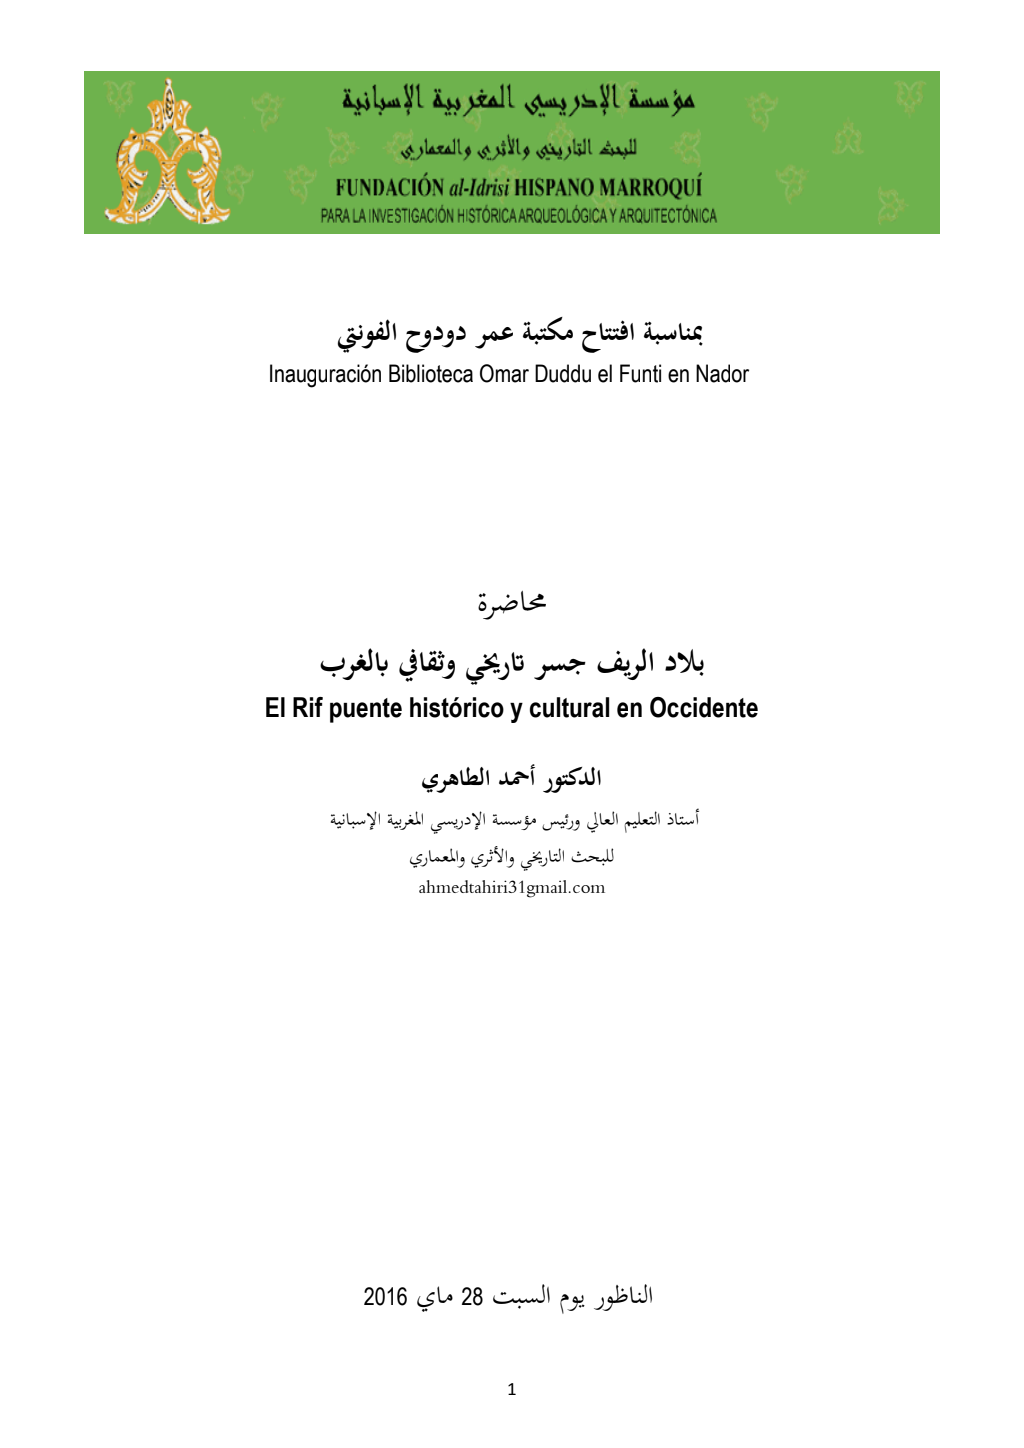 مؤسسة الإدريسي المغربية الإسبانية
للبحث التاريخي والأثري والمعماري
FUNDACIÓN al-Idrisi HISPANO MARROQUÍ
PARA LA INVESTIGACIÓN HISTÓRICA ARQUEOLÓGICA Y ARQUITECTÓNICA
بمناسبة افتتاح مكتبة عمر دودوح الفونتي
Inauguración Biblioteca Omar Duddu el Funti en Nador
محاضرة
بلاد الريف جسر تاريخي وثقافي بالغرب
El Rif puente histórico y cultural en Occidente
الدكتور أحمد الطاهري
أستاذ التعليم العالي ورئيس مؤسسة الإدريسي المغربية الإسبانية
للبحث التاريخي والأثري والمعماري
ahmedtahiri31gmail.com
الناظور يوم السبت 28 ماي 2016
1